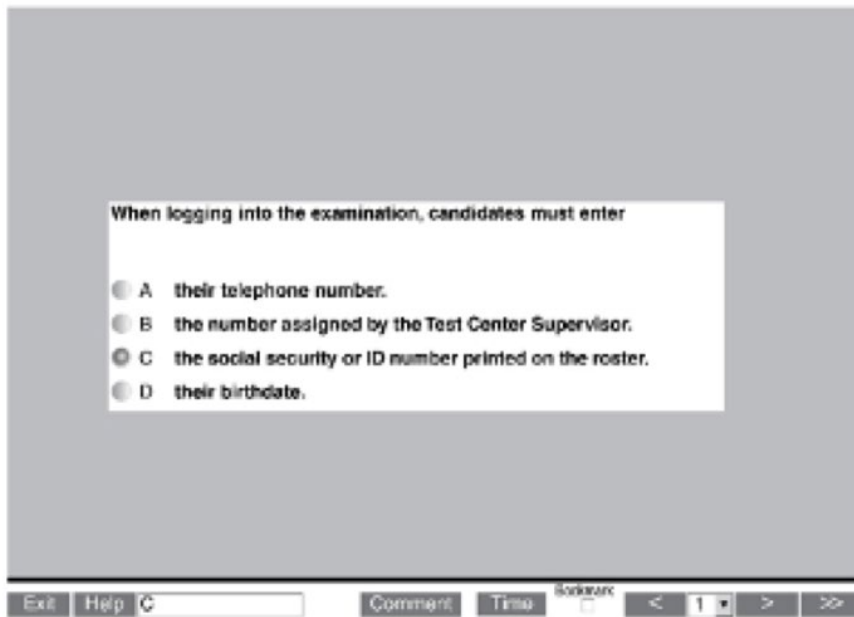 When logging into the examination, candidates must enter
A their telephone number.
B the number assigned by the Test Center Supervisor.
C the social security or ID number printed on the roster.
D their birthdate.
Bookmark
Exit Help C Comment Time < 1 > >>